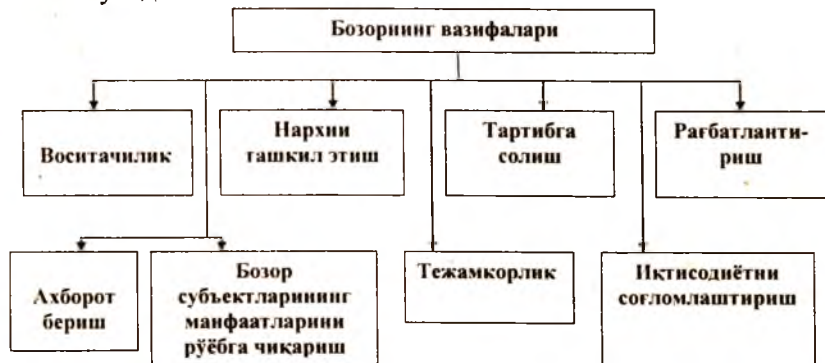 Бозорнинг вазифалари
Воситачилик
Нархни
ташкил этиш
Тартибга
солиш
Рағбатланти-
риш
Ахборот
бериш
Бозор
субъектларининг
манфаатларини
рўёбга чиқариш
Тежамкорлик
Иқтисодиётни
соғломлаштириш